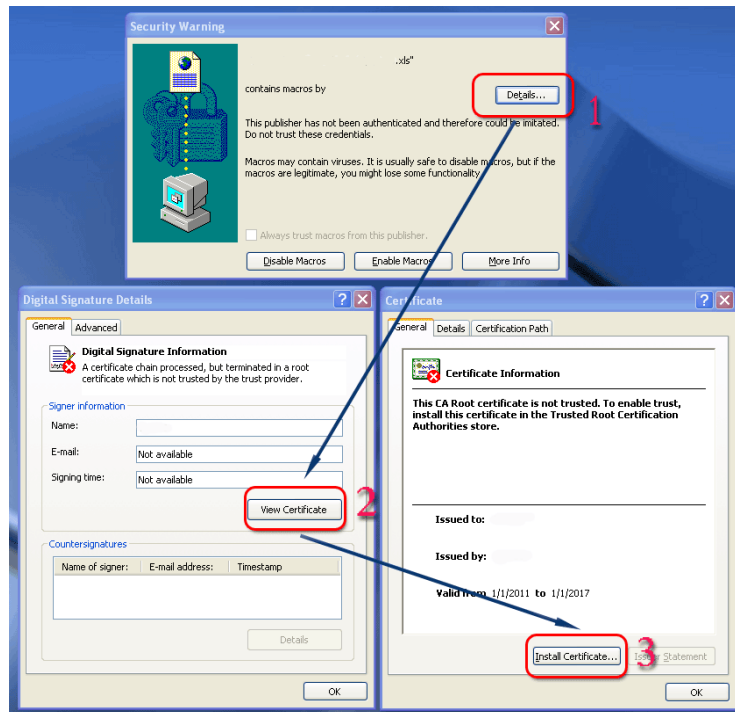 Security Warning
.xls"
contains macros by
Details...
1
This publisher has not been authenticated and therefore could be imitated.
Do not trust these credentials.
Macros may contain viruses. It is usually safe to disable macros, but if the
macros are legitimate, you might lose some functionality.
Always trust macros from this publisher.
Disable Macros
Enable Macros
More Info
Digital Signature Details
General
Advanced
Digital Signature Information
A certificate chain processed, but terminated in a root
certificate which is not trusted by the trust provider.
Signer information
Name:
E-mail:
Not available
Signing time:
Not available
View Certificate
2
Countersignatures
Name of signer:
E-mail address:
Timestamp
Details
OK
Certificate
General
Details
Certification Path
Certificate Information
This CA Root certificate is not trusted. To enable trust,
install this certificate in the Trusted Root Certification
Authorities store.
Issued to:
Issued by:
Valid from 1/1/2011 to 1/1/2017
Install Certificate...
3
Issuer Statement
OK